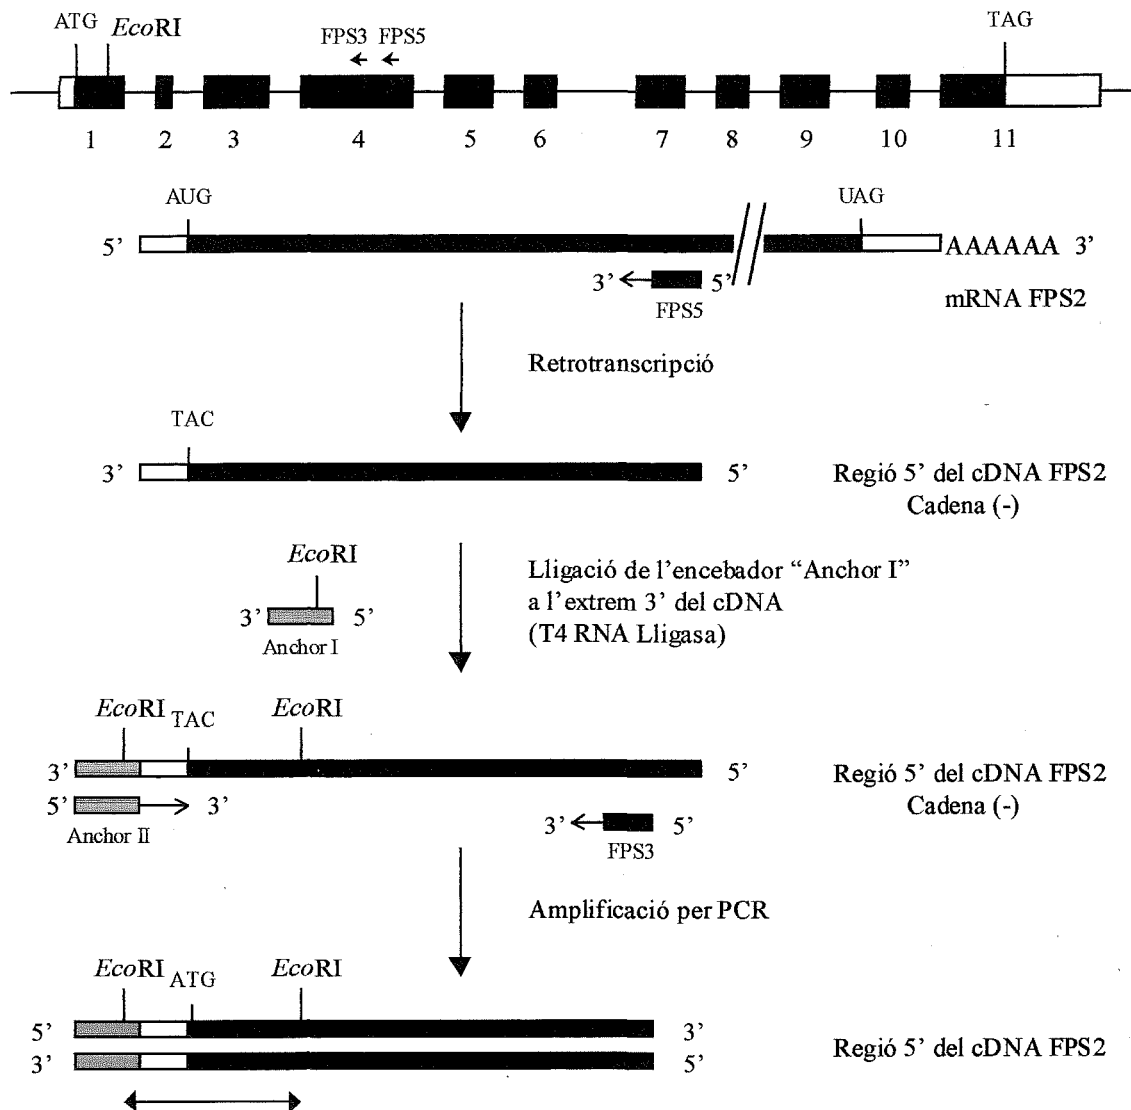 ATG EcoRI FPS3 FPS5 TAG
1 2 3 4 5 6 7 8 9 10 11
AUG UAG
5’ AAAAAA 3’
3’ 5’
FPS5 mRNA FPS2
Retrotranscripció
TAC
3’ 5’ Regió 5’ del cDNA FPS2
Cadena (-)
EcoRI
3’ 5’
Anchor I
Lligació de l’encebador “Anchor I”
a l’extrem 3’ del cDNA
(T4 RNA Lligasa)
EcoRI TAC EcoRI
3’ 5’ Regió 5’ del cDNA FPS2
Cadena (-)
5’ 3’
Anchor II
3’ 5’
FPS3
Amplificació per PCR
EcoRI ATG EcoRI
5’ 3’
3’ 5’
Regió 5’ del cDNA FPS2